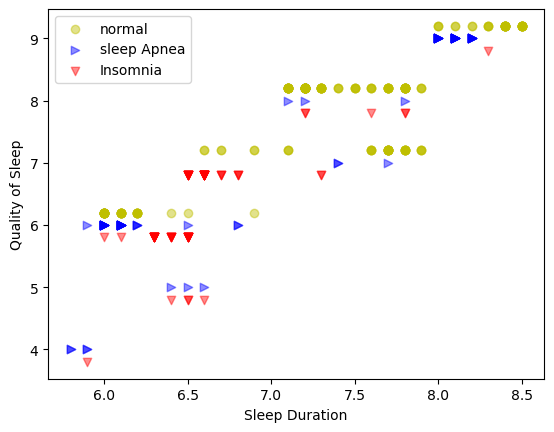 normal
sleep Apnea
Insomnia
9
8
7
6
5
4
Quality of Sleep
6.0 6.5 7.0 7.5 8.0 8.5
Sleep Duration